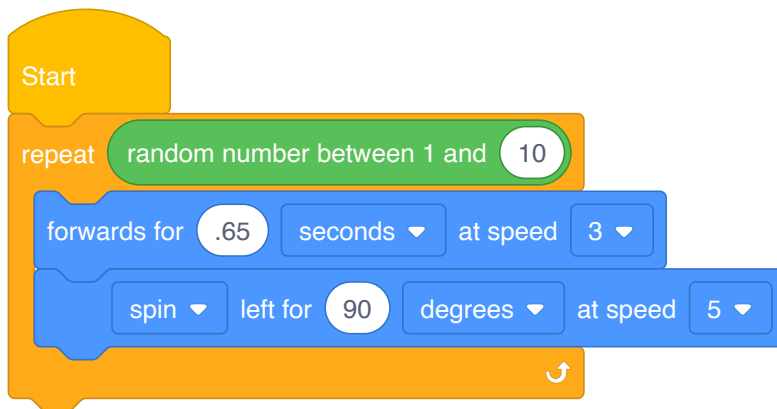 Start
repeat random number between 1 and 10
forwards for .65 seconds at speed 3
spin left for 90 degrees at speed 5